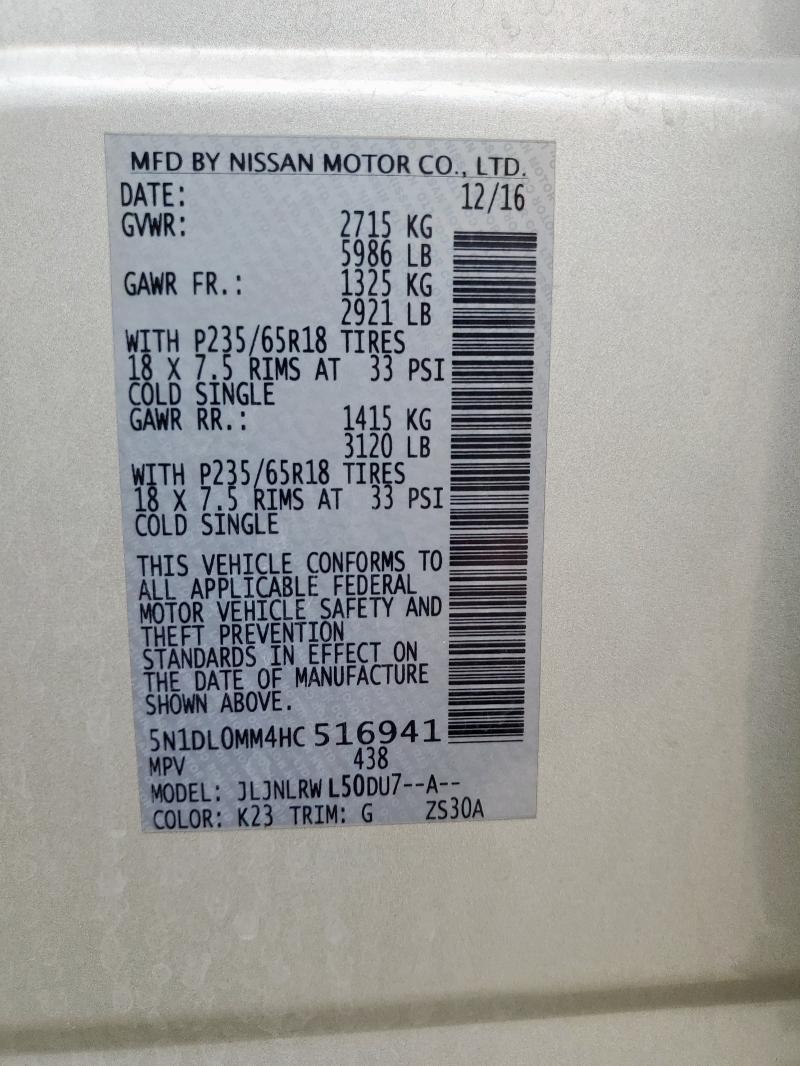 MFD BY NISSAN MOTOR CO., LTD.
DATE: 12/16
GVWR: 2715 KG
5986 LB
GAWR FR.: 1325 KG
2921 LB
WITH P235/65R18 TIRES
18 X 7.5 RIMS AT 33 PSI
COLD SINGLE
GAWR RR.: 1415 KG
3120 LB
WITH P235/65R18 TIRES
18 X 7.5 RIMS AT 33 PSI
COLD SINGLE
THIS VEHICLE CONFORMS TO
ALL APPLICABLE FEDERAL
MOTOR VEHICLE SAFETY AND
THEFT PREVENTION
STANDARDS IN EFFECT ON
THE DATE OF MANUFACTURE
SHOWN ABOVE.
5N1DL0MM4HC 516941
MPV 438
MODEL: JLJNLRW L50DU7--A--
COLOR: K23 TRIM: G ZS30A